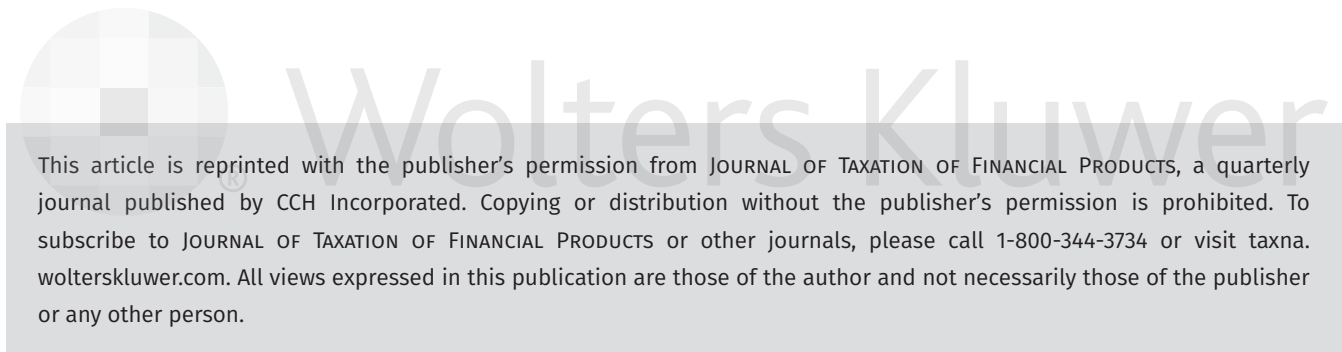 Wolters Kluwer
®
This article is reprinted with the publisher's permission from JOURNAL OF TAXATION OF FINANCIAL PRODUCTS, a quarterly
journal published by CCH Incorporated. Copying or distribution without the publisher's permission is prohibited. To
subscribe to JOURNAL OF TAXATION OF FINANCIAL PRODUCTS or other journals, please call 1-800-344-3734 or visit taxna.
wolterskluwer.com. All views expressed in this publication are those of the author and not necessarily those of the publisher
or any other person.